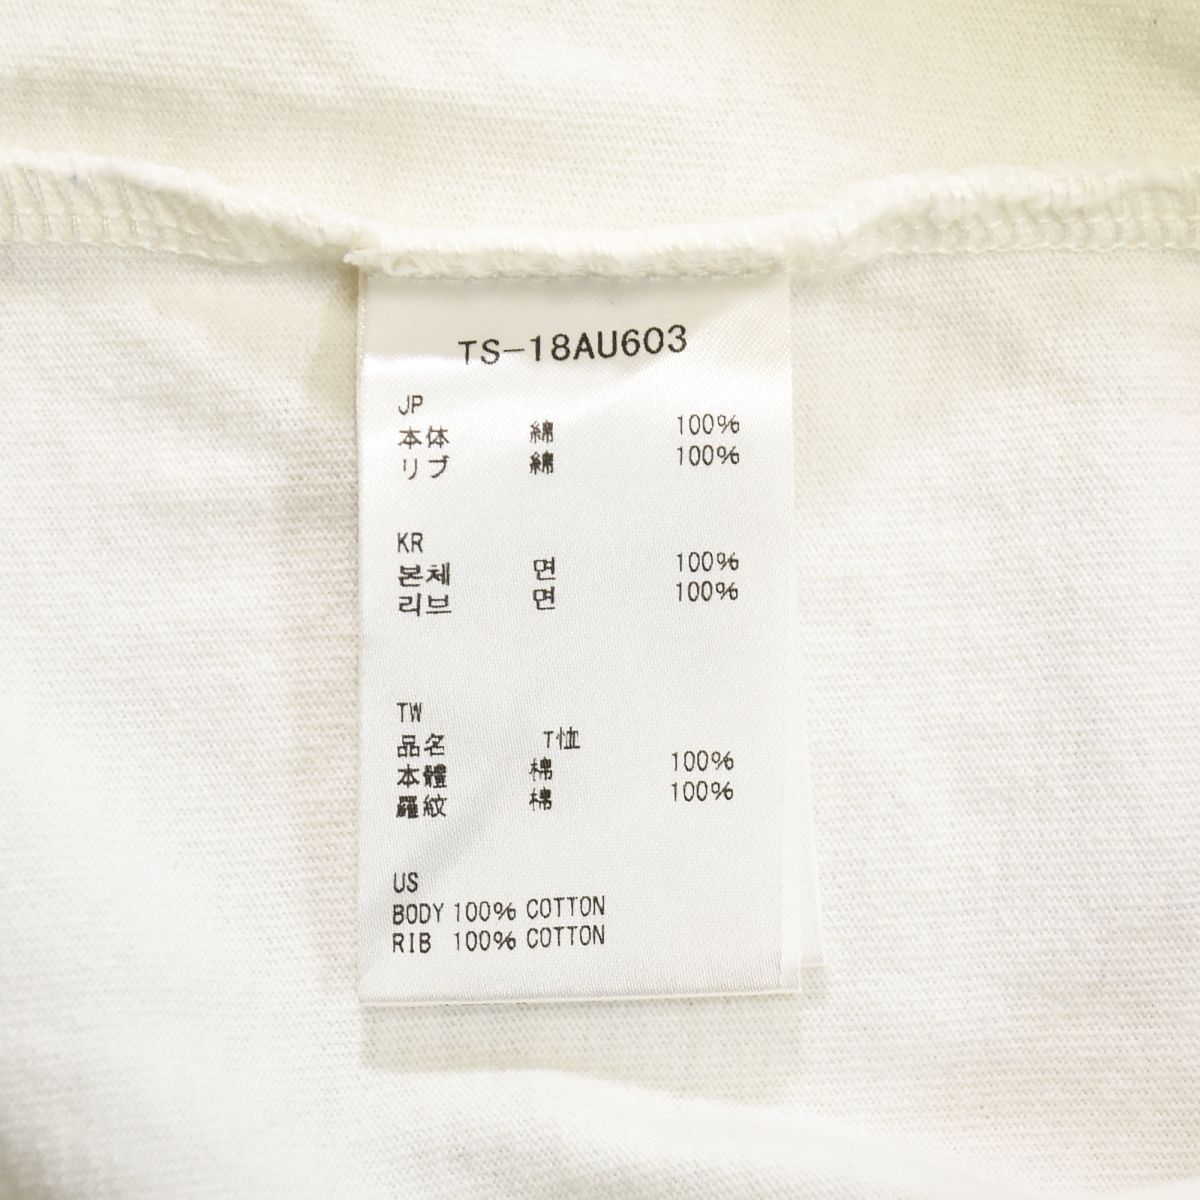 TS-18AU603
JP
本体 綿 100%
リブ 綿 100%
KR
본체 면 100%
리브 면 100%
TW
品名 T恤
本體 棉 100%
羅紋 棉 100%
US
BODY 100% COTTON
RIB 100% COTTON